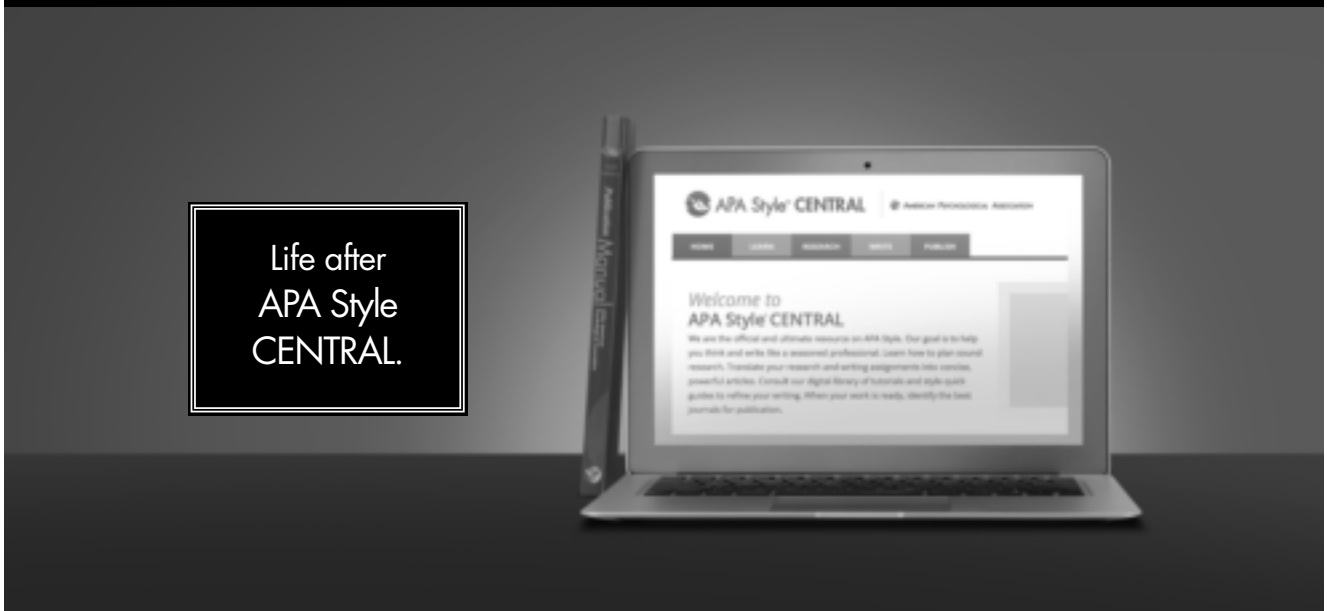 Life after
APA Style
CENTRAL.
Publication Manual
APA Style® CENTRAL
AMERICAN PSYCHOLOGICAL ASSOCIATION
HOME LEARN RESEARCH WRITE PUBLISH
Welcome to
APA Style® CENTRAL
We are the official and ultimate resource on APA Style. Our goal is to help
you think and write like a seasoned professional. Learn how to plan sound
research. Translate your research and writing assignments into concise,
powerful articles. Consult our digital library of tutorials and style quick
guides to refine your writing. When your work is ready, identify the best
journals for publication.